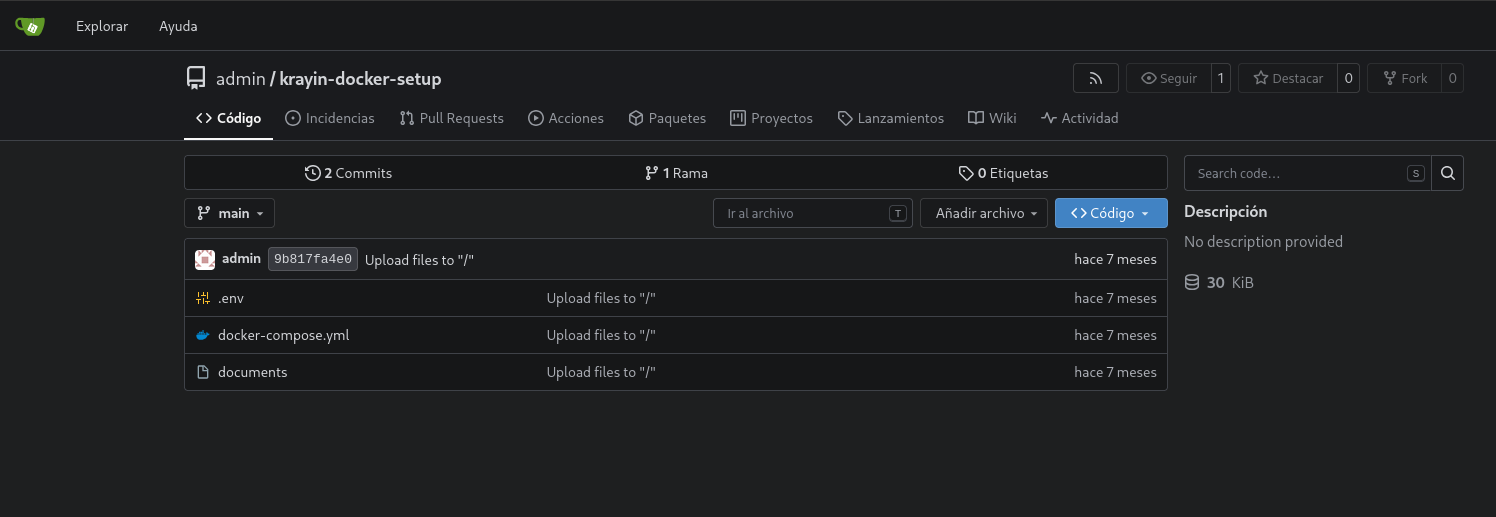 Explorar Ayuda
admin / krayin-docker-setup Seguir 1 Destacar 0 Fork 0
Código Incidencias Pull Requests Acciones Paquetes Proyectos Lanzamientos Wiki Actividad
2 Commits 1 Rama 0 Etiquetas
Search code... S
main Ir al archivo T Añadir archivo Código
Descripción
No description provided
30 KiB
admin 9b817fa4e0 Upload files to "/" hace 7 meses
.env Upload files to "/" hace 7 meses
docker-compose.yml Upload files to "/" hace 7 meses
documents Upload files to "/" hace 7 meses